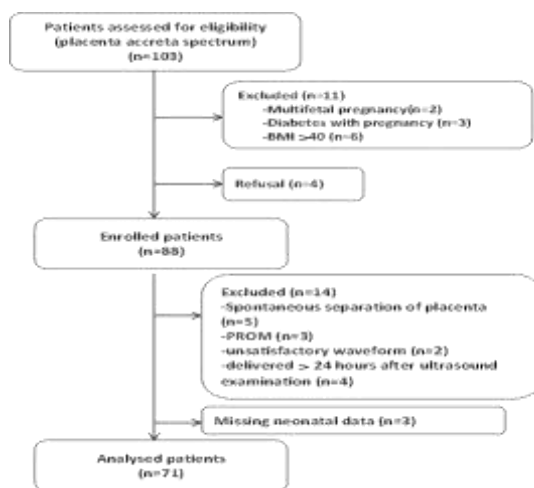 Patients assessed for eligibility
(placenta accreta spectrum)
(n=103)
Excluded (n=11)
-Multifetal pregnancy(n=2)
-Diabetes with pregnancy (n=3)
-BMI >40 (n=6)
Refusal (n=4)
Enrolled patients
(n=88)
Excluded (n=14)
-Spontaneous separation of placenta
(n=5)
-PROM (n=3)
-unsatisfactory waveform (n=2)
-delivered > 24 hours after ultrasound
examination (n=4)
Missing neonatal data (n=3)
Analysed patients
(n=71)